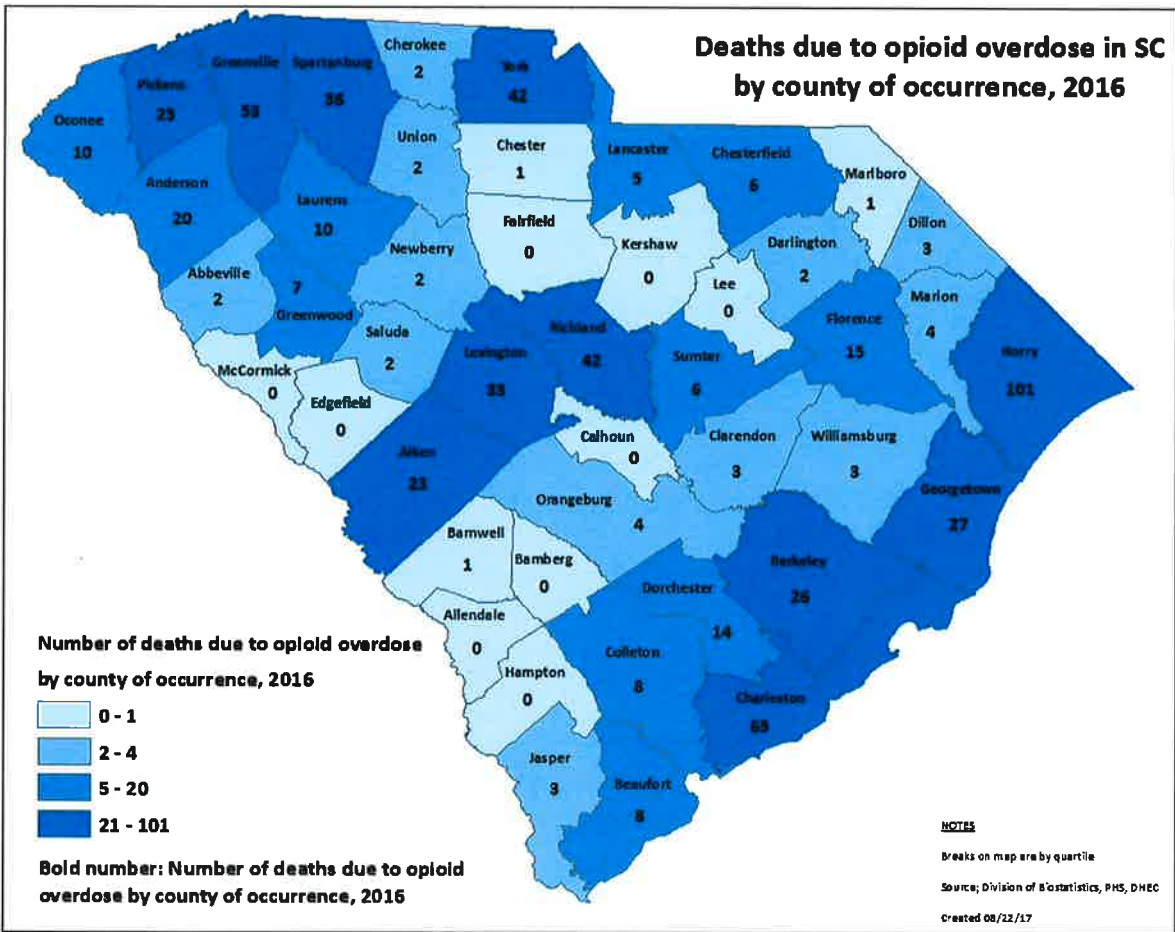 Deaths due to opioid overdose in SC
by county of occurrence, 2016
Cherokee
2
Greenville
53
Spartanburg
York
42
Pickens
Oconee
10
Union
2
Chester
1
Lancaster
5
Chesterfield
6
Marlboro
1
Anderson
20
Laurens
10
Fairfield
0
Kershaw
0
Darlington
2
Dillon
3
Newberry
2
Abbeville
2
7
Greenwood
Lee
0
Marion
4
Saluda
2
Lexington
33
Richland
42
Sumter
6
Florence
15
Horry
101
McCormick
0
Edgefield
0
Calhoun
0
Clarendon
3
Williamsburg
3
Aiken
23
Orangeburg
4
Georgetown
27
Barnwell
1
Bamberg
0
Berkeley
26
Dorchester
14
Allendale
0
Colleton
8
Hampton
0
Charleston
65
Jasper
3
Beaufort
8
Number of deaths due to opioid overdose
by county of occurrence, 2016
0 - 1
2 - 4
5 - 20
21 - 101
Bold number: Number of deaths due to opioid
overdose by county of occurrence, 2016
NOTES
Breaks on map are by quartile
Source; Division of Biostatistics, PHS, DHEC
Created 08/22/17